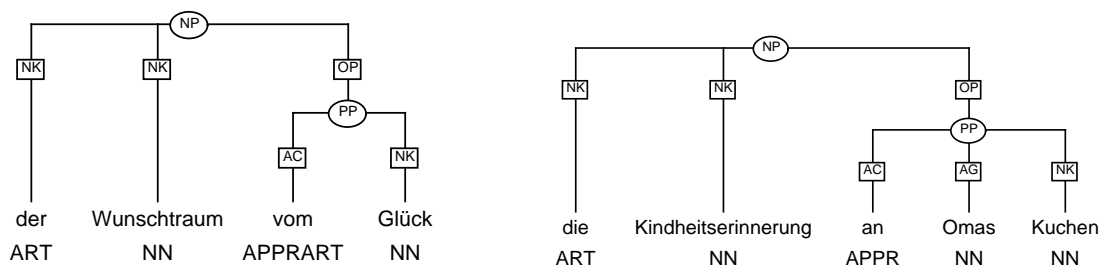 NP
NK NK OP
PP
AC NK
der Wunschtraum vom Glück
ART NN APPRART NN
NP
NK NK OP
PP
AC AG NK
die Kindheitserinnerung an Omas Kuchen
ART NN APPR NN NN